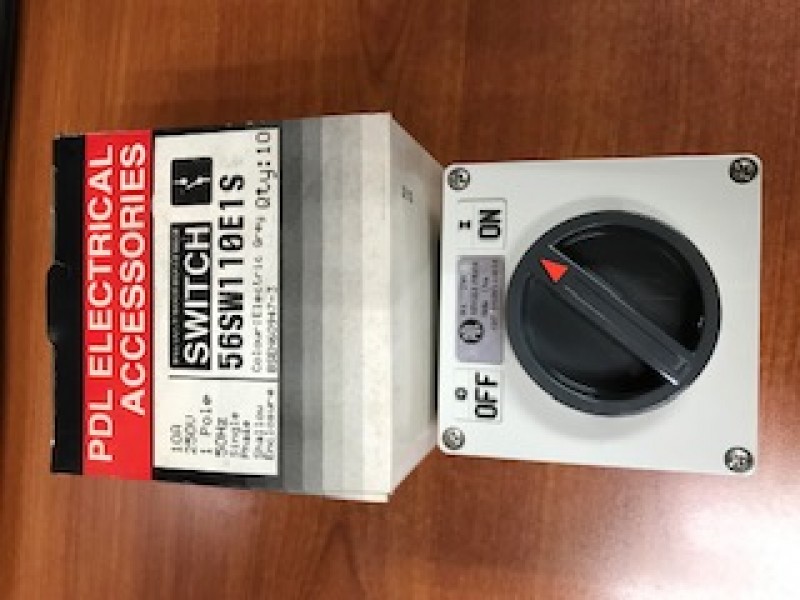 PDL ELECTRICAL
ACCESSORIES
SWITCH
56SW110E1S
Colour:Electric Grey
Qty:10
10A
250V
1 Pole
50HZ
Single
Phase
Shallow
Enclosure
I
ON
O
OFF